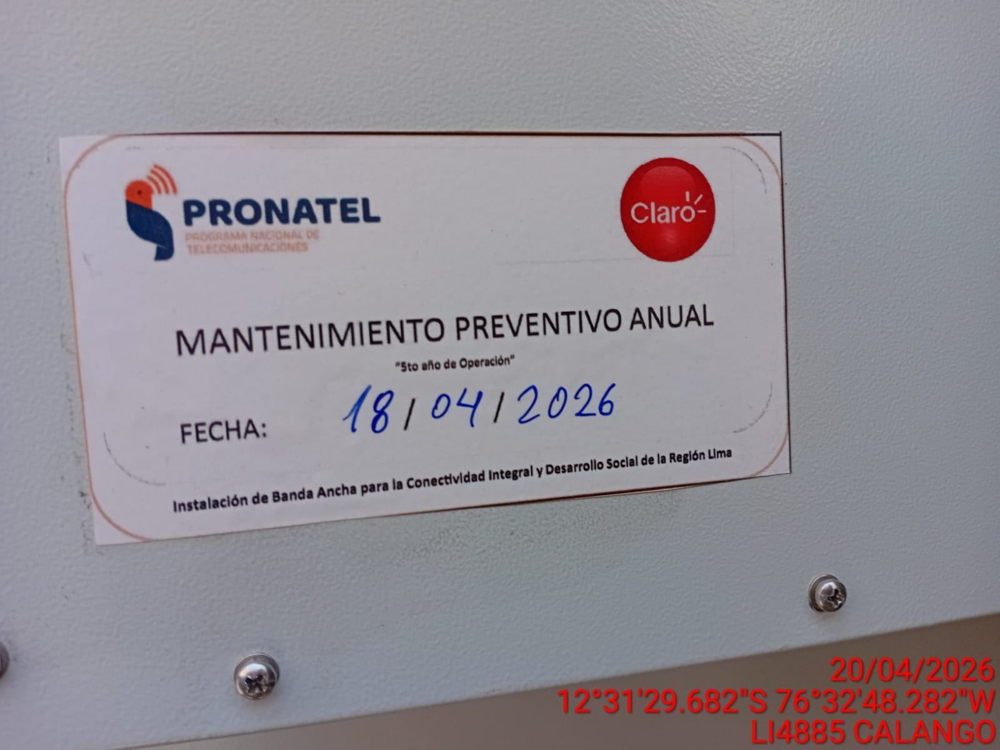 PRONATEL
PROGRAMA NACIONAL DE
TELECOMUNICACIONES
Claro
MANTENIMIENTO PREVENTIVO ANUAL
"5to año de Operación"
FECHA: 18/04/2026
Instalación de Banda Ancha para la Conectividad Integral y Desarrollo Social de la Región Lima
20/04/2026
12°31'29.682"S 76°32'48.282"W
LI4885 CALANGO